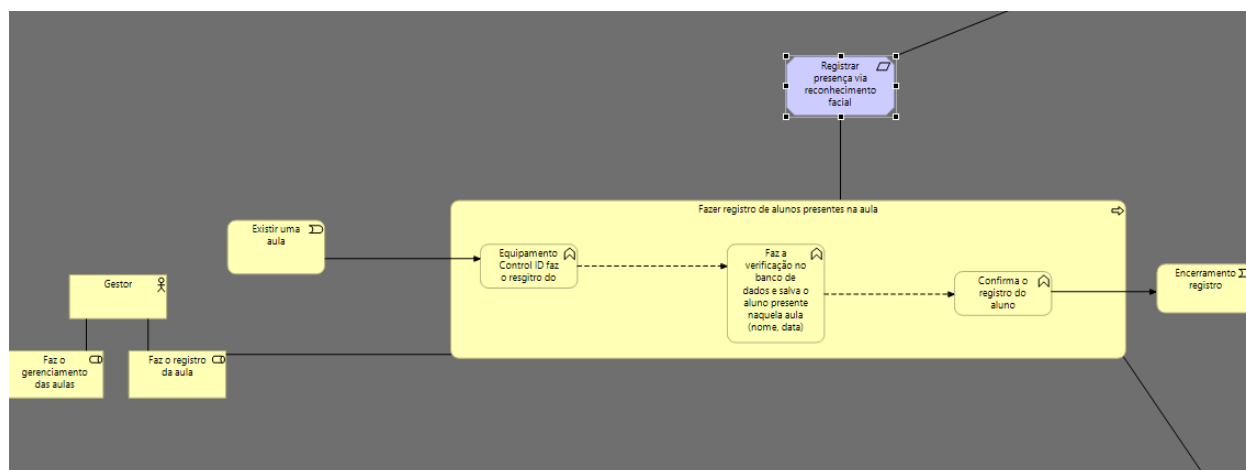 Registrar
presença via
reconhecimento
facial
Fazer registro de alunos presentes na aula
Existir uma
aula
Equipamento
Control ID faz
o resgitro do
Faz a
verificação no
banco de
dados e salva o
aluno presente
naquela aula
(nome, data)
Confirma o
registro do
aluno
Encerramento
registro
Gestor
Faz o
gerenciamento
das aulas
Faz o registro
da aula